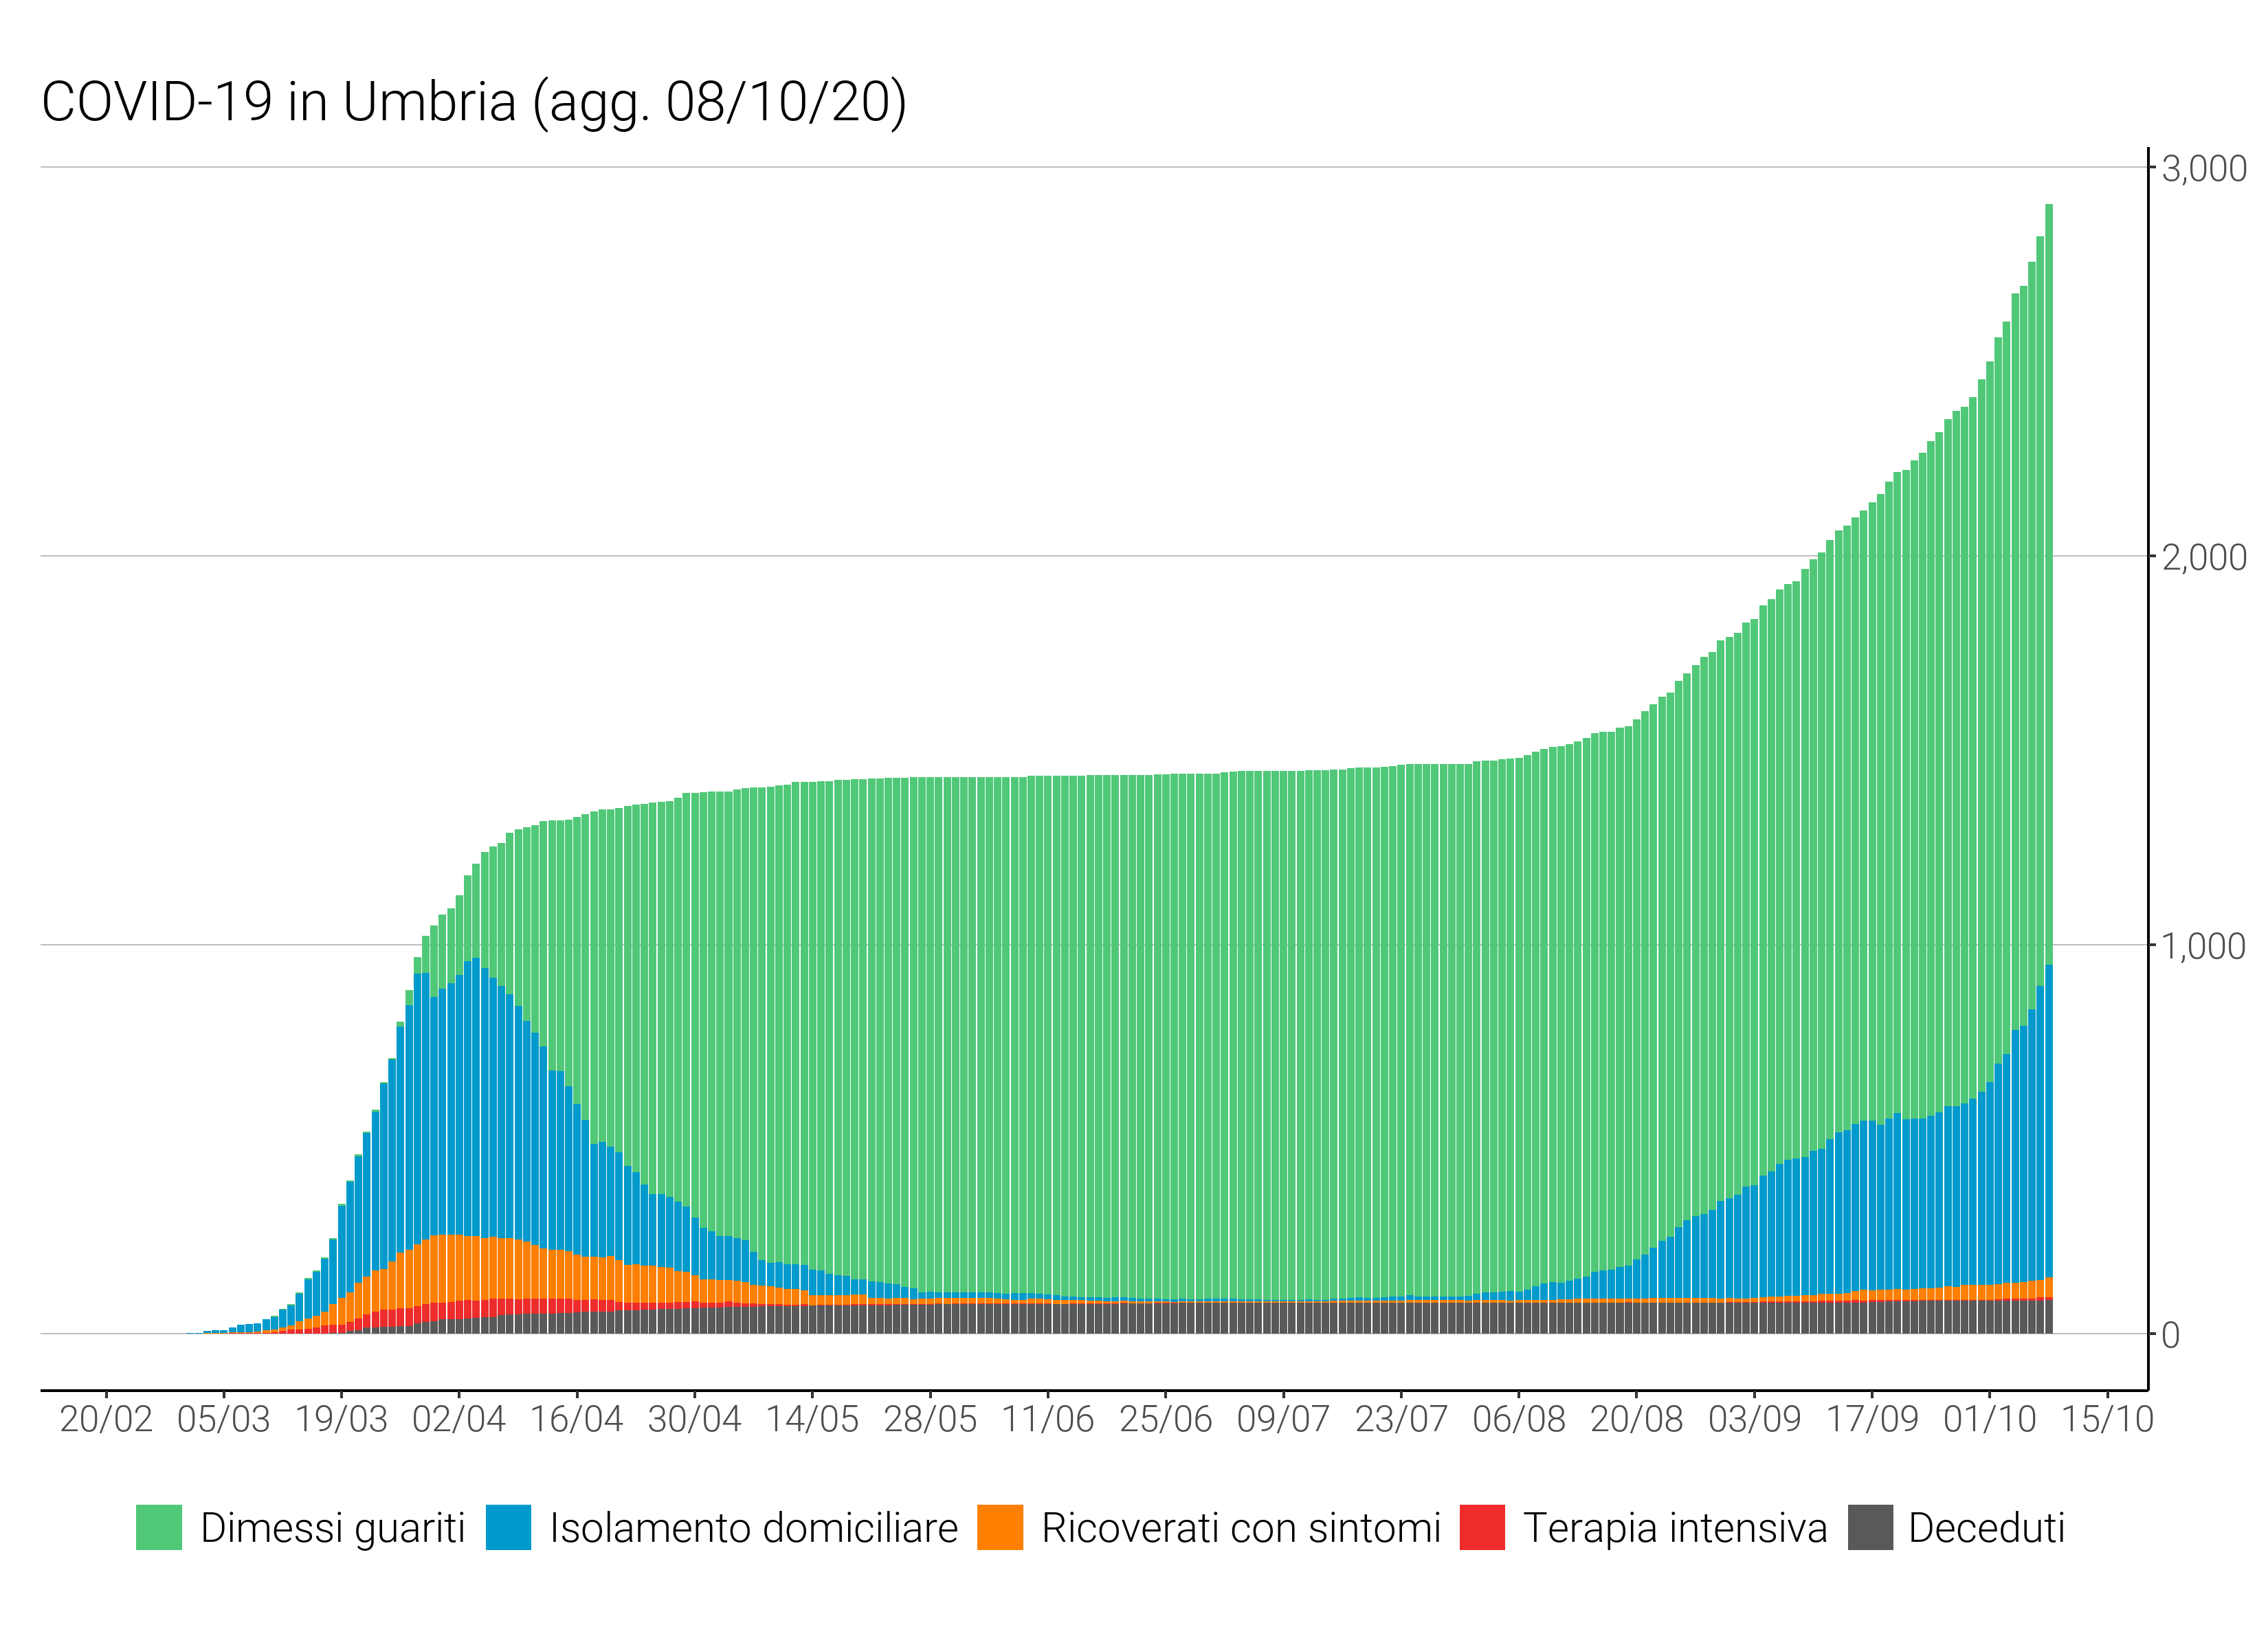 COVID-19 in Umbria (agg. 08/10/20)
3,000
2,000
1,000
0
20/02 05/03 19/03 02/04 16/04 30/04 14/05 28/05 11/06 25/06 09/07 23/07 06/08 20/08 03/09 17/09 01/10 15/10
Dimessi guariti Isolamento domiciliare Ricoverati con sintomi Terapia intensiva Deceduti